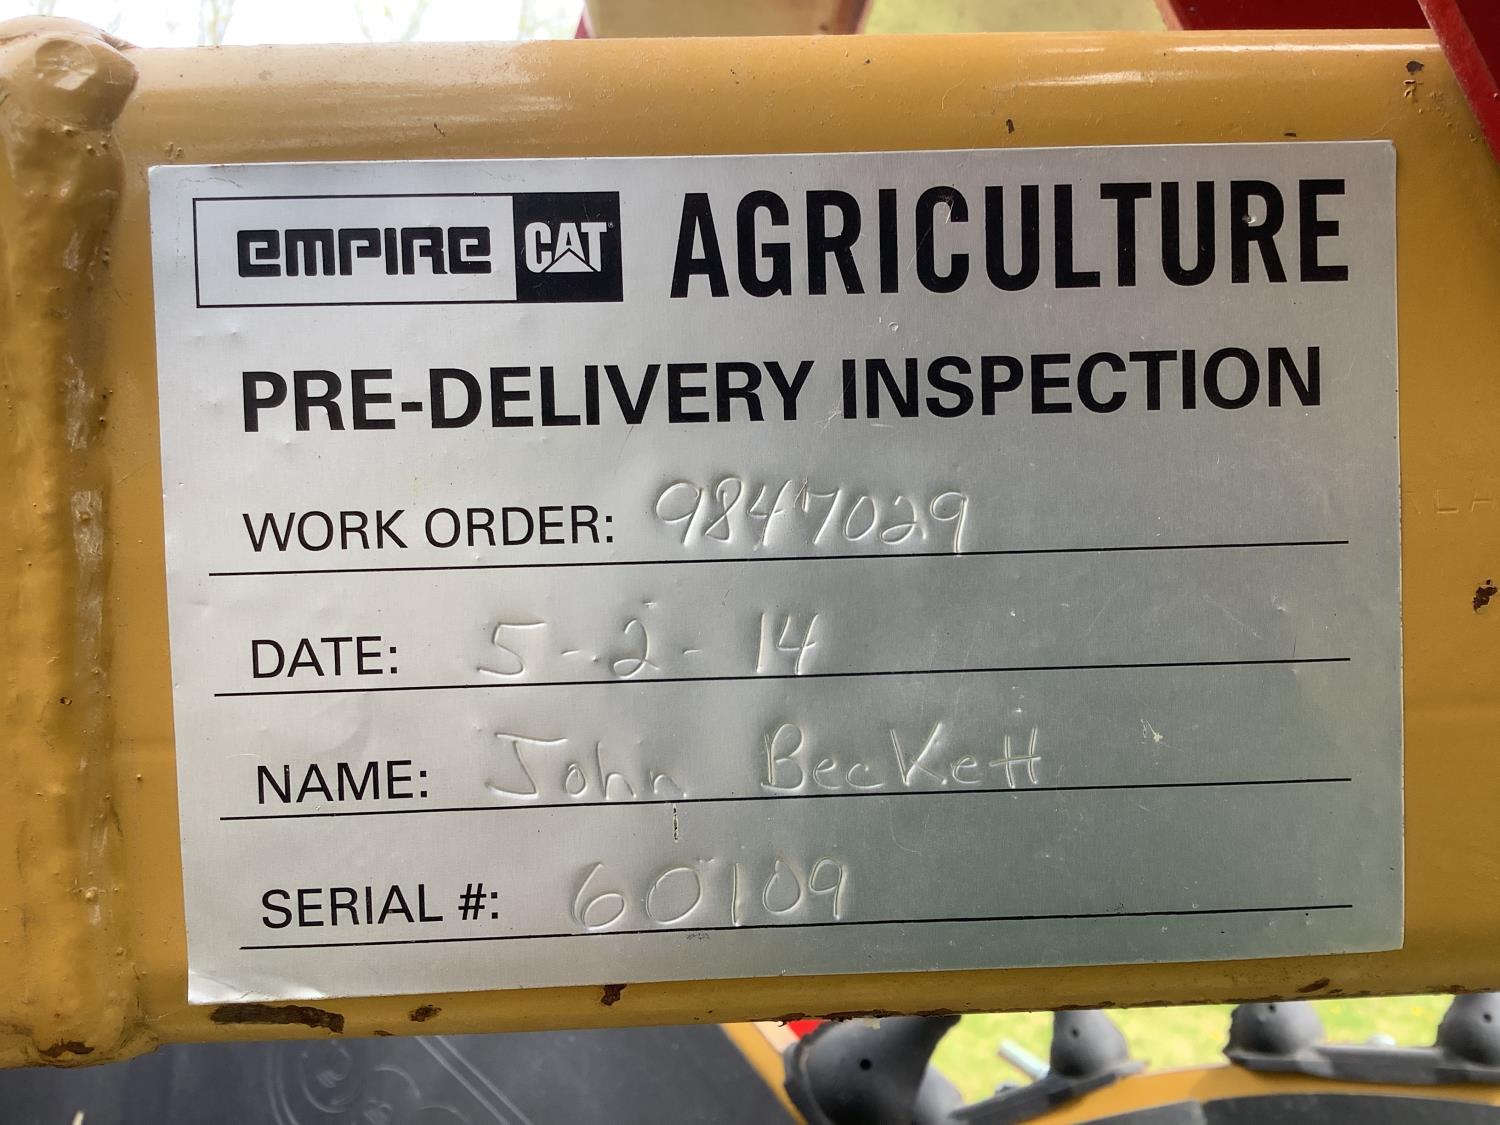 EMPIRE CAT AGRICULTURE
PRE-DELIVERY INSPECTION
WORK ORDER: 9847029
DATE: 5-2-14
NAME: John Beckett
SERIAL #: 60109